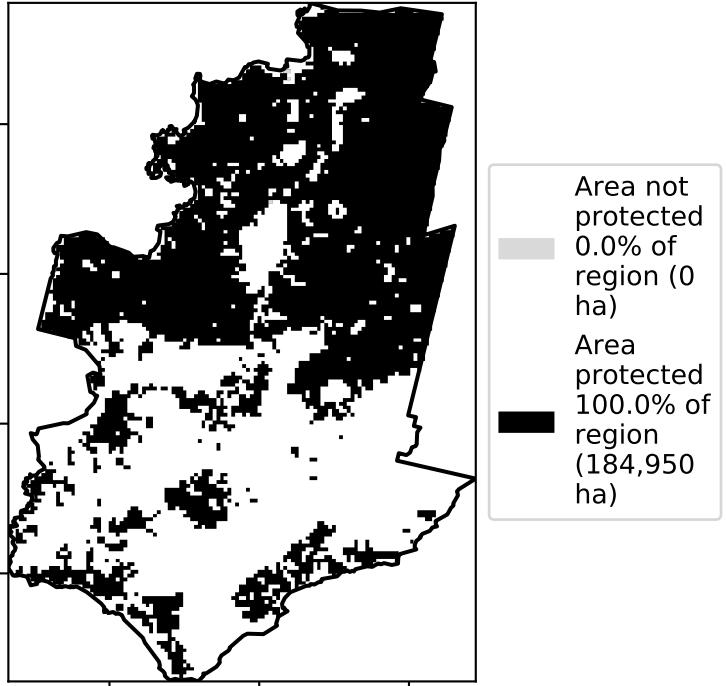 Area not
protected
0.0% of
region (0
ha)
Area
protected
100.0% of
region
(184,950
ha)